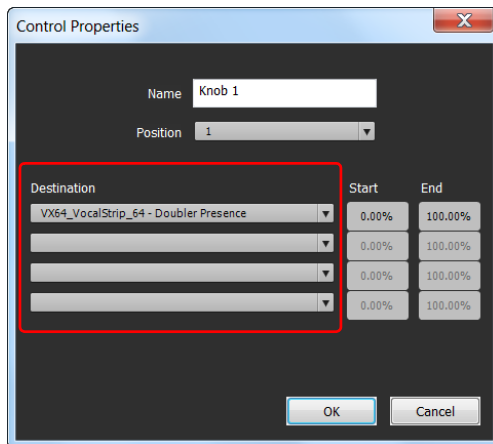 Control Properties
X
Name Knob 1
Position 1
Destination Start End
VX64_VocalStrip_64 - Doubler Presence 0.00% 100.00%
0.00% 100.00%
0.00% 100.00%
0.00% 100.00%
OK Cancel